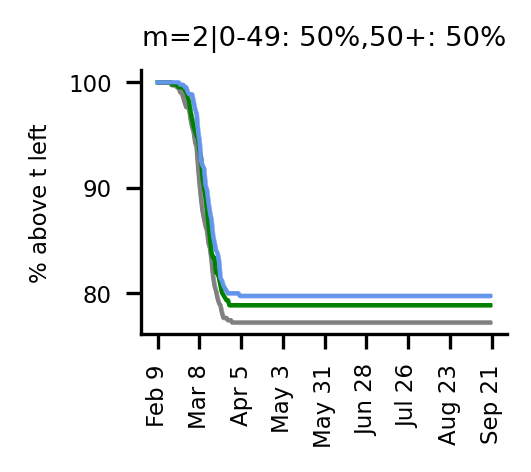 m=2|0-49: 50%,50+: 50%
% above t left
100
90
80
Feb 9
Mar 8
Apr 5
May 3
May 31
Jun 28
Jul 26
Aug 23
Sep 21